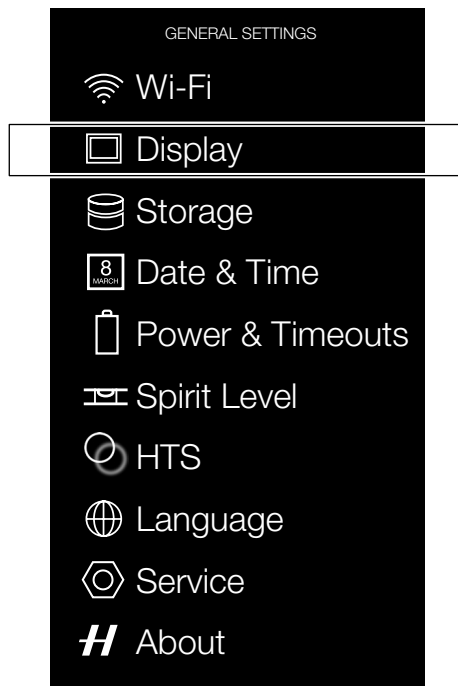 GENERAL SETTINGS
Wi-Fi
Display
Storage
8
MARCH
Date & Time
Power & Timeouts
Spirit Level
HTS
Language
Service
H About